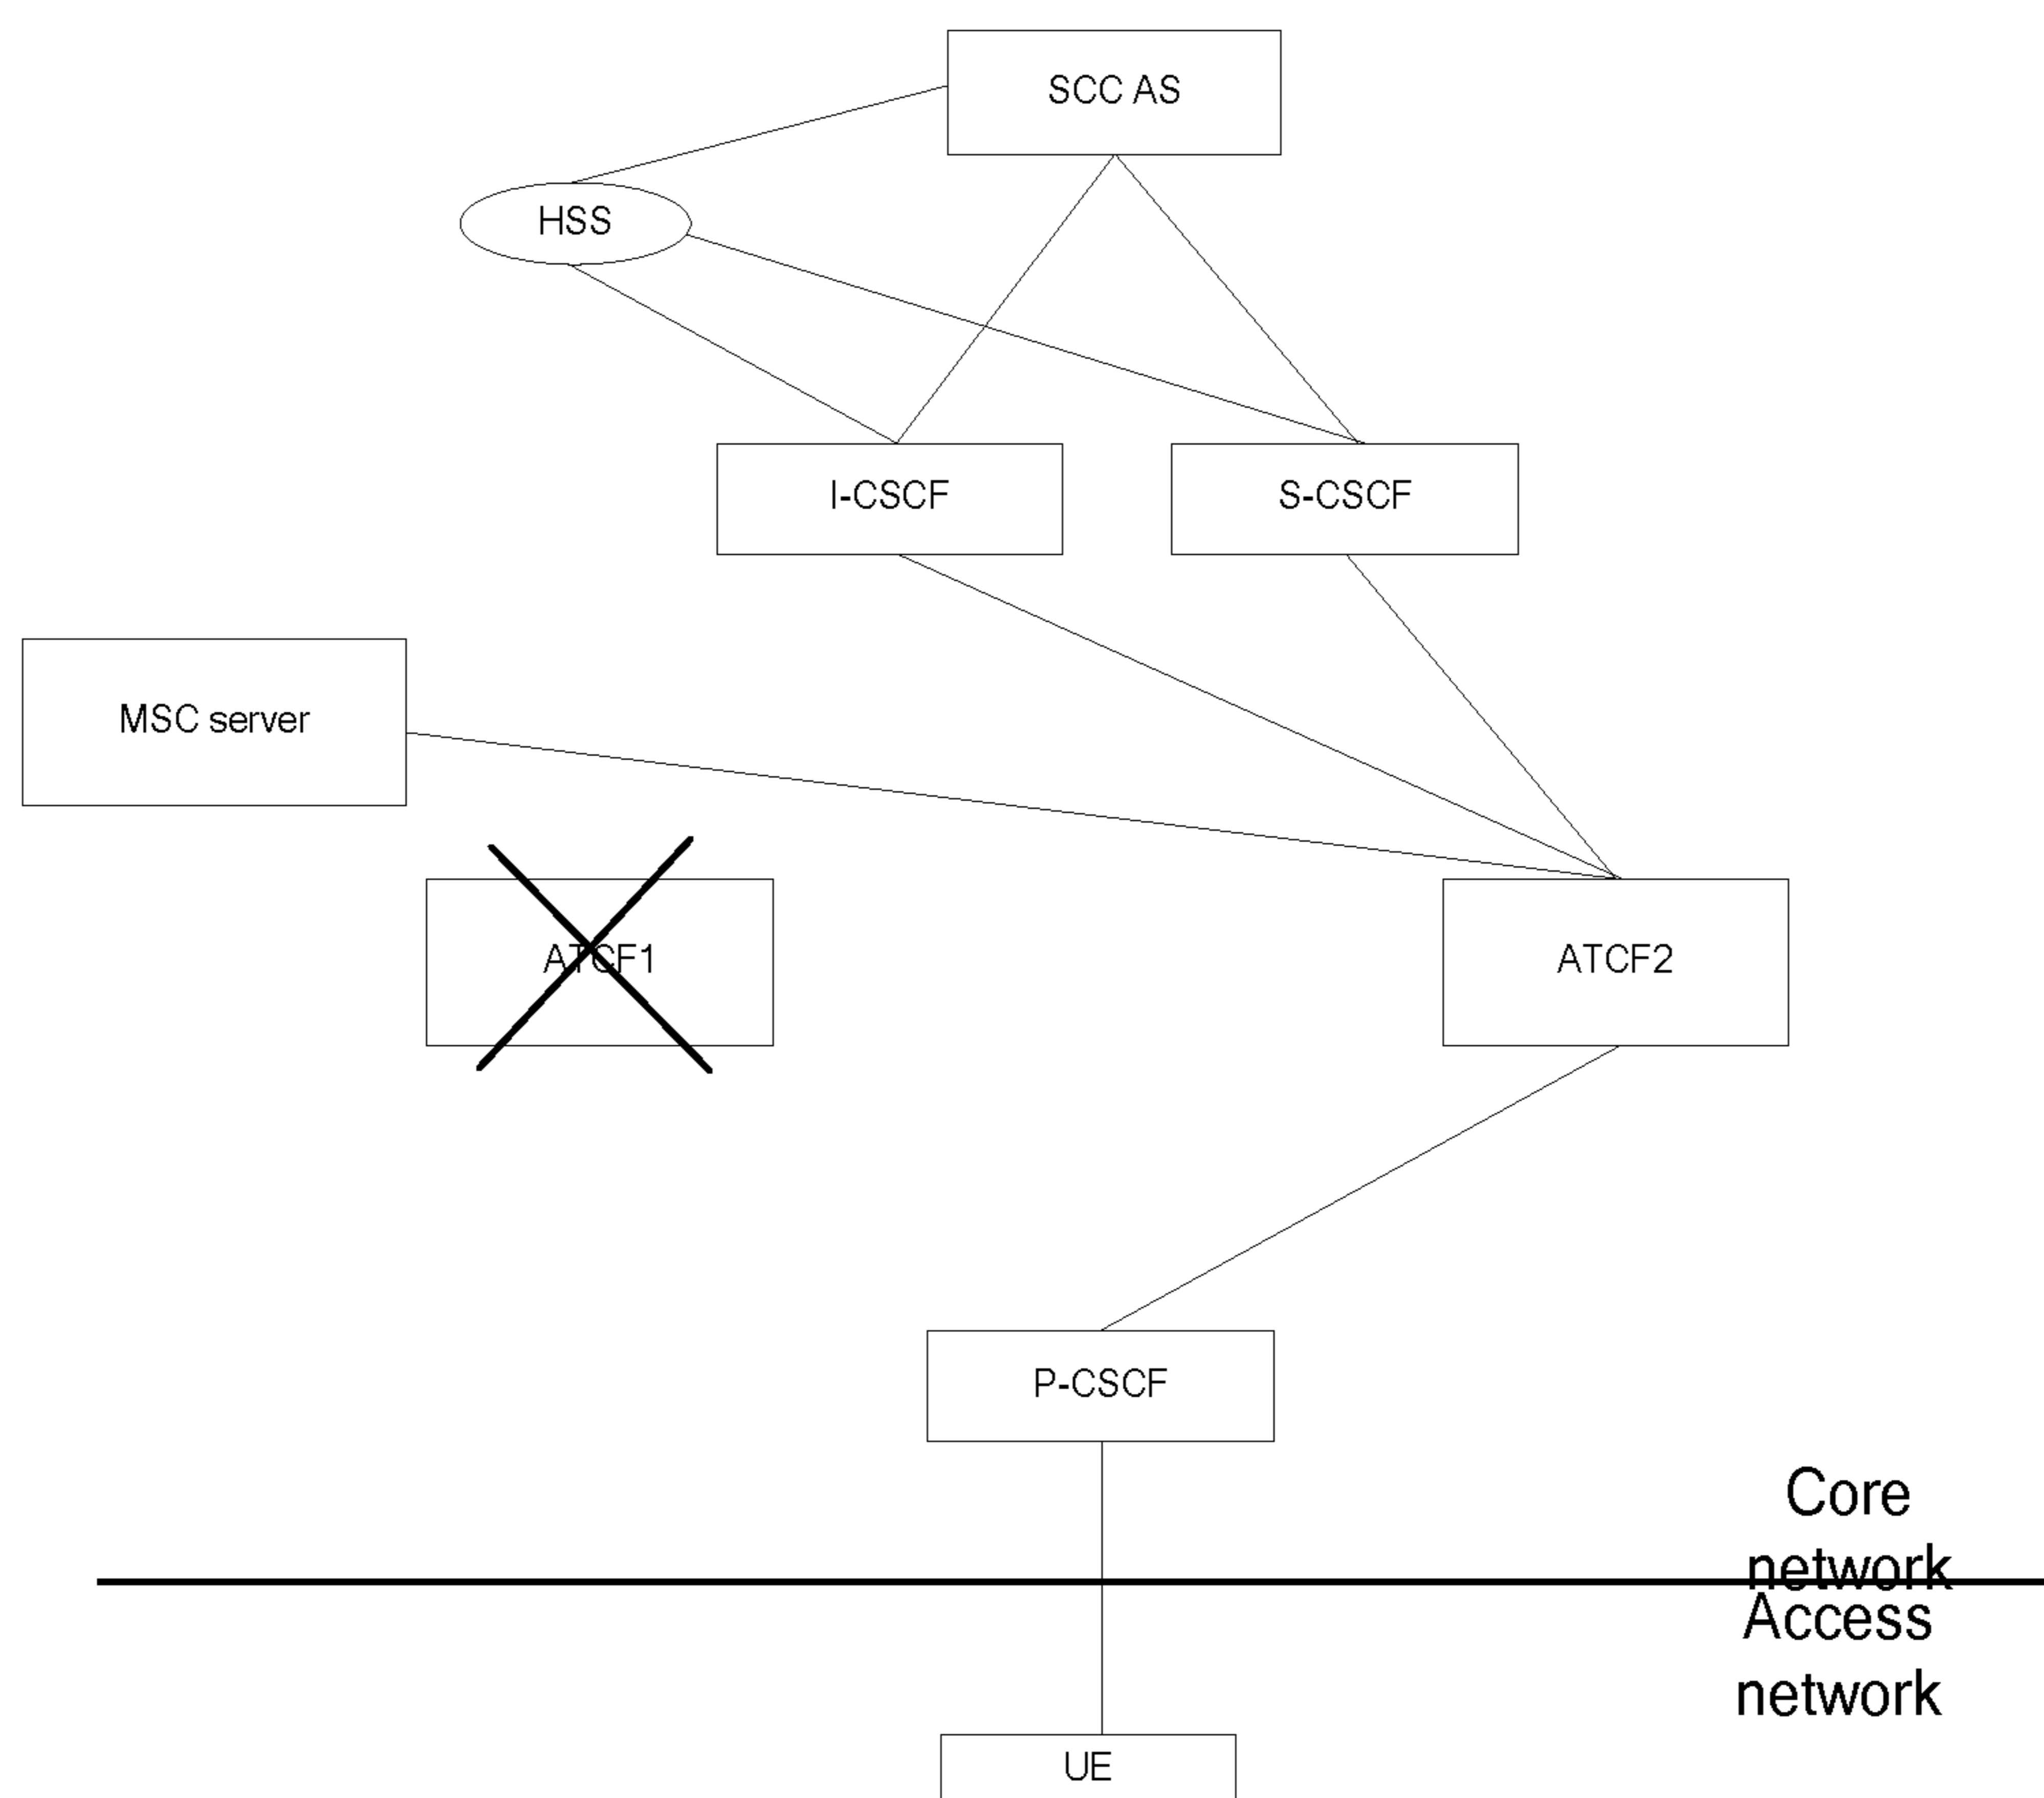 SCC AS
HSS
I-CSCF
S-CSCF
MSC server
ATCF1
ATCF2
P-CSCF
Core
network
Access
network
UE